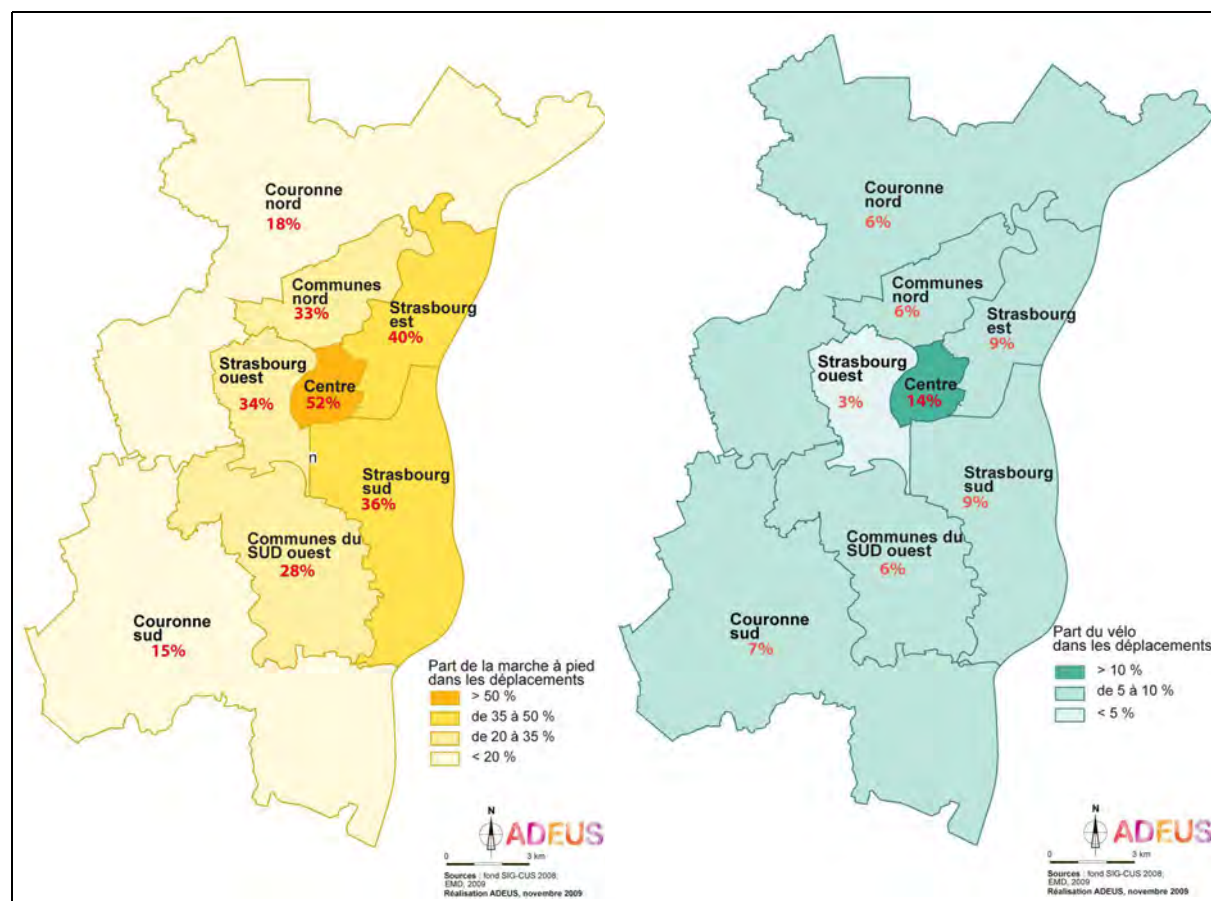 Couronne
nord
18%
Communes
nord
33%
Strasbourg
est
40%
Strasbourg
ouest
34%
Centre
52%
n
Strasbourg
sud
36%
Communes du
SUD ouest
28%
Couronne
sud
15%
Part de la marche à pied
dans les déplacements
> 50 %
de 35 à 50 %
de 20 à 35 %
< 20 %
N
ADEUS
0 3 km
Sources : fond SIG-CUS 2008;
EMD, 2009
Réalisation ADEUS, novembre 2009
Couronne
nord
6%
Communes
nord
6%
Strasbourg
est
9%
Strasbourg
ouest
3%
Centre
14%
Strasbourg
sud
9%
Communes du
SUD ouest
6%
Couronne
sud
7%
Part du vélo
dans les déplacements
> 10 %
de 5 à 10 %
< 5 %
N
ADEUS
0 3 km
Sources : fond SIG-CUS 2008;
EMD, 2009
Réalisation ADEUS, novembre 2009